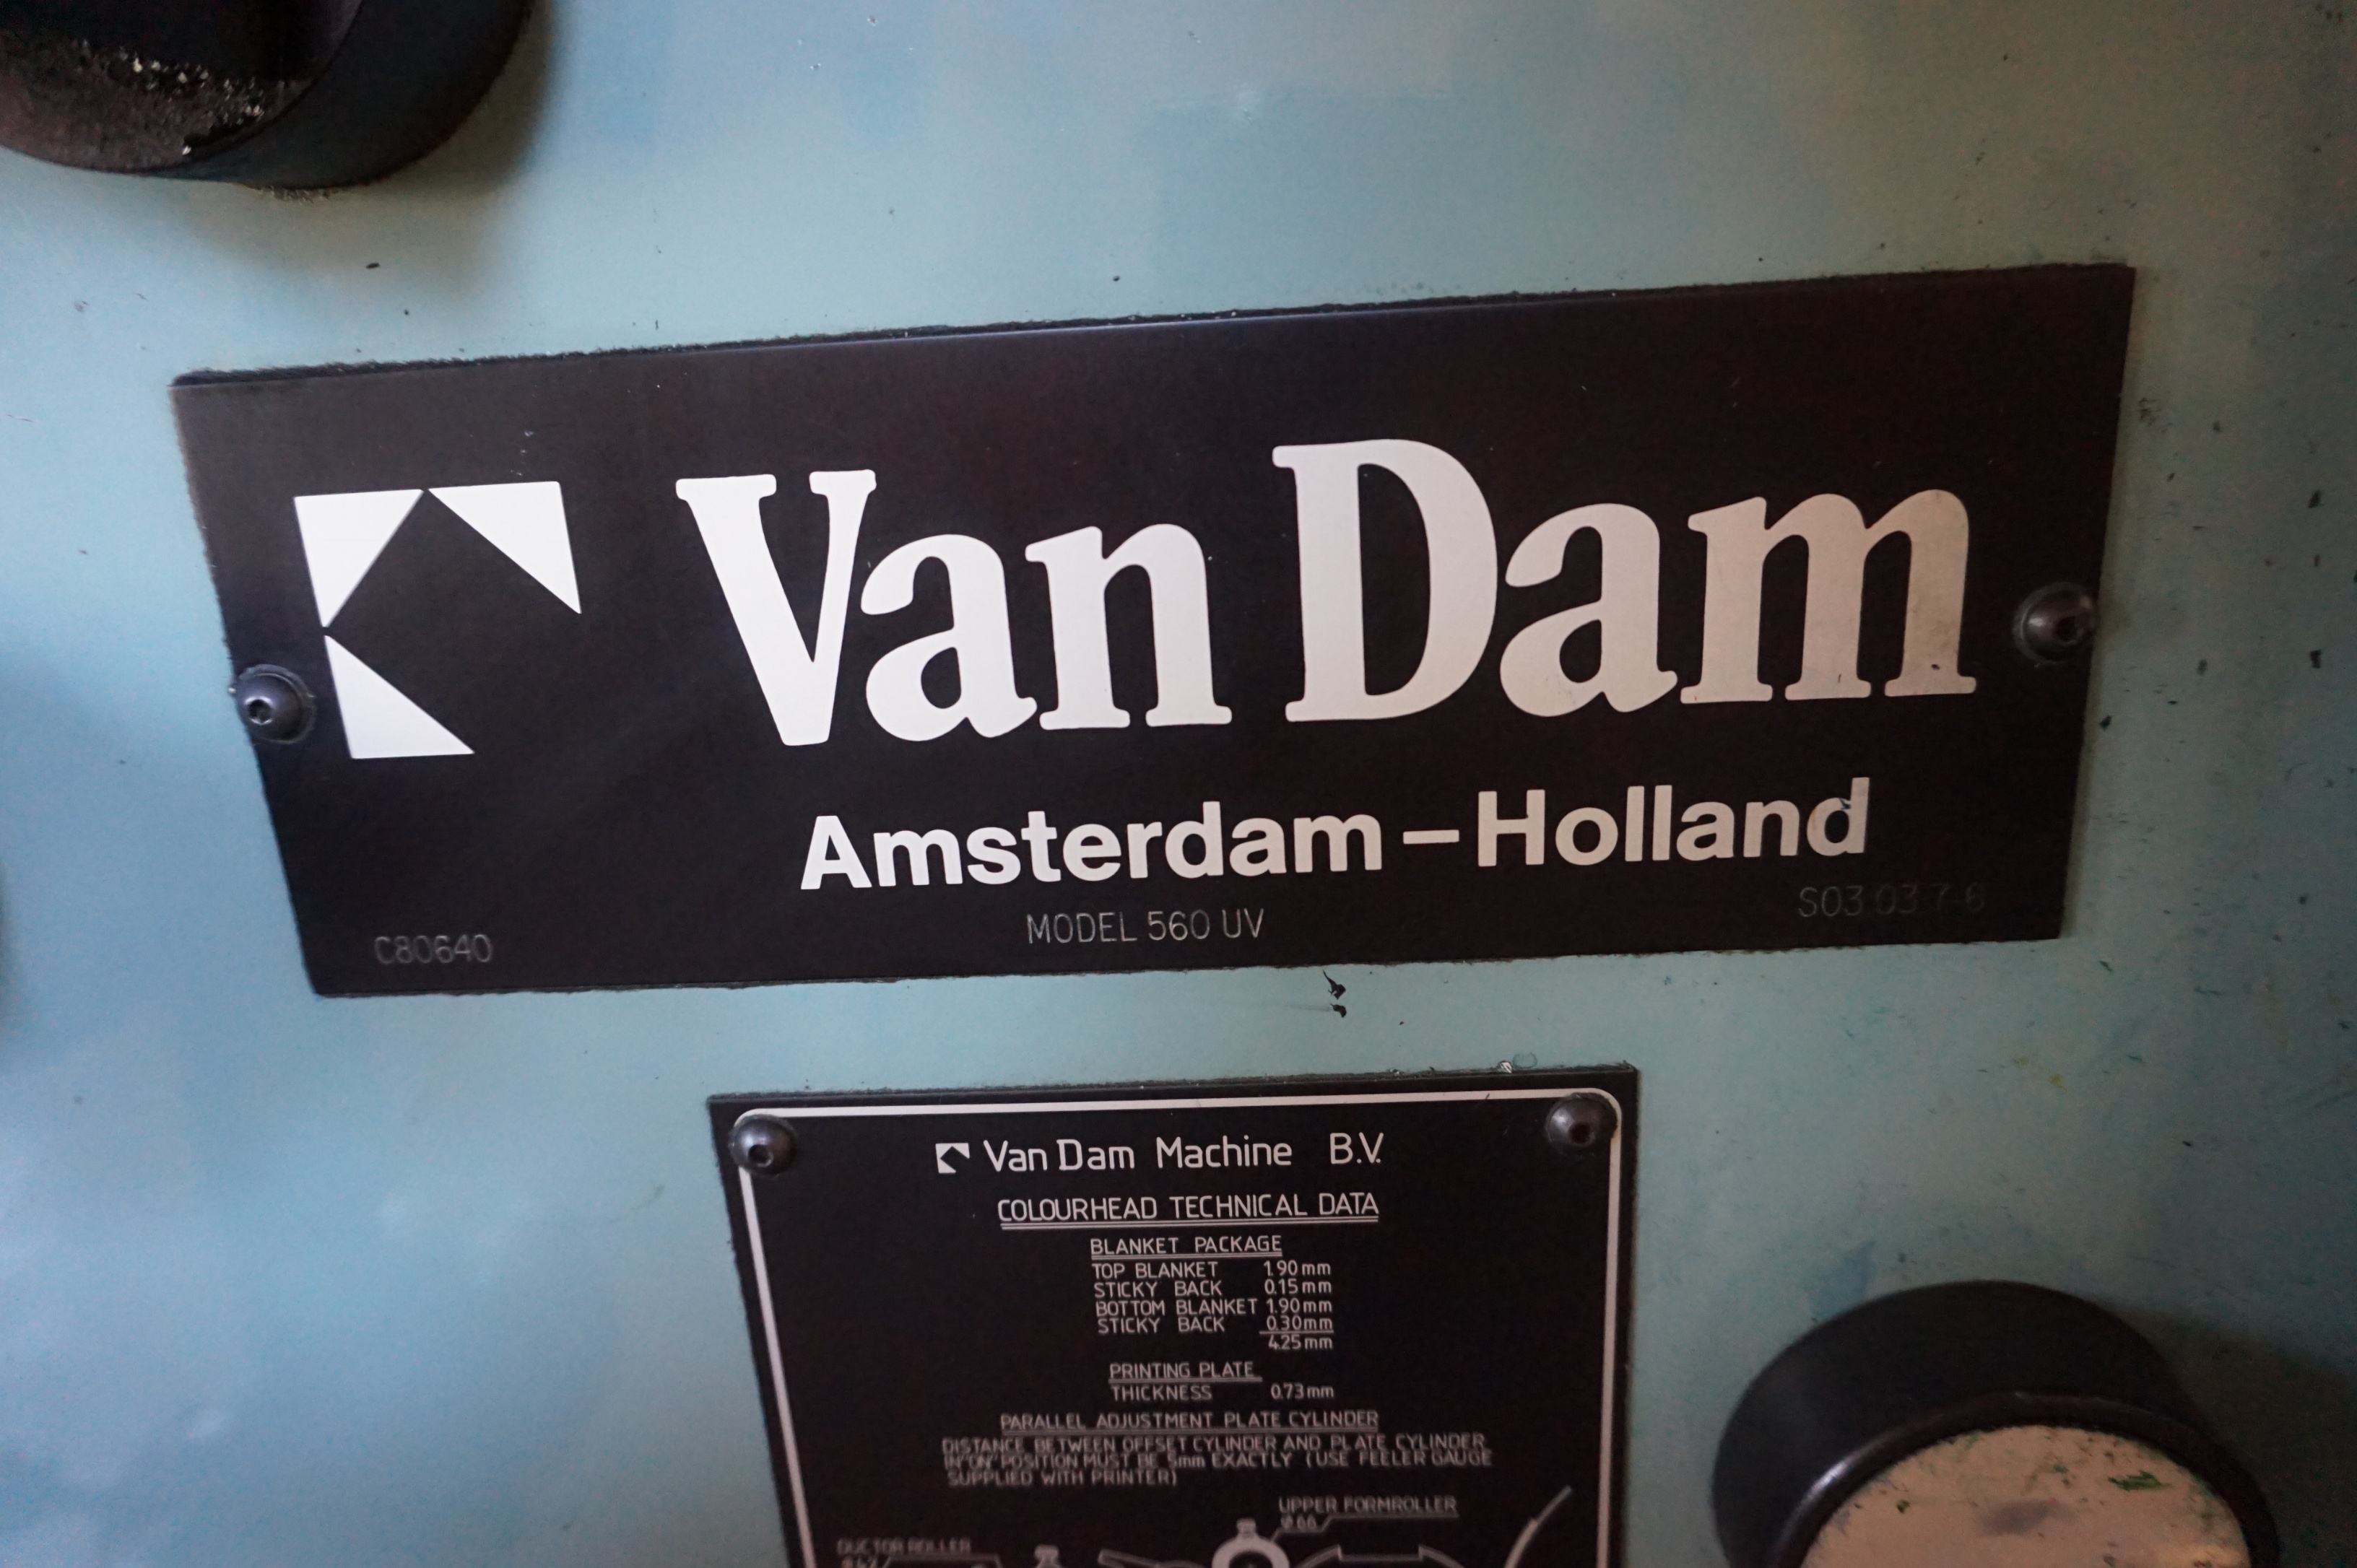 Van Dam
Amsterdam – Holland
C80640
MODEL 560 UV
S03 03 7-6
Van Dam Machine B.V.
COLOURHEAD TECHNICAL DATA
BLANKET PACKAGE
TOP BLANKET 1.90 mm
STICKY BACK 0.15 mm
BOTTOM BLANKET 1.90 mm
STICKY BACK 0.30 mm
4.25 mm
PRINTING PLATE
THICKNESS 0.73 mm
PARALLEL ADJUSTMENT PLATE CYLINDER
DISTANCE BETWEEN OFFSET CYLINDER AND PLATE CYLINDER
IN "ON" POSITION MUST BE 5mm EXACTLY (USE FEELER GAUGE
SUPPLIED WITH PRINTER)
UPPER FORMROLLER
Ø 66
DUCTOR ROLLER